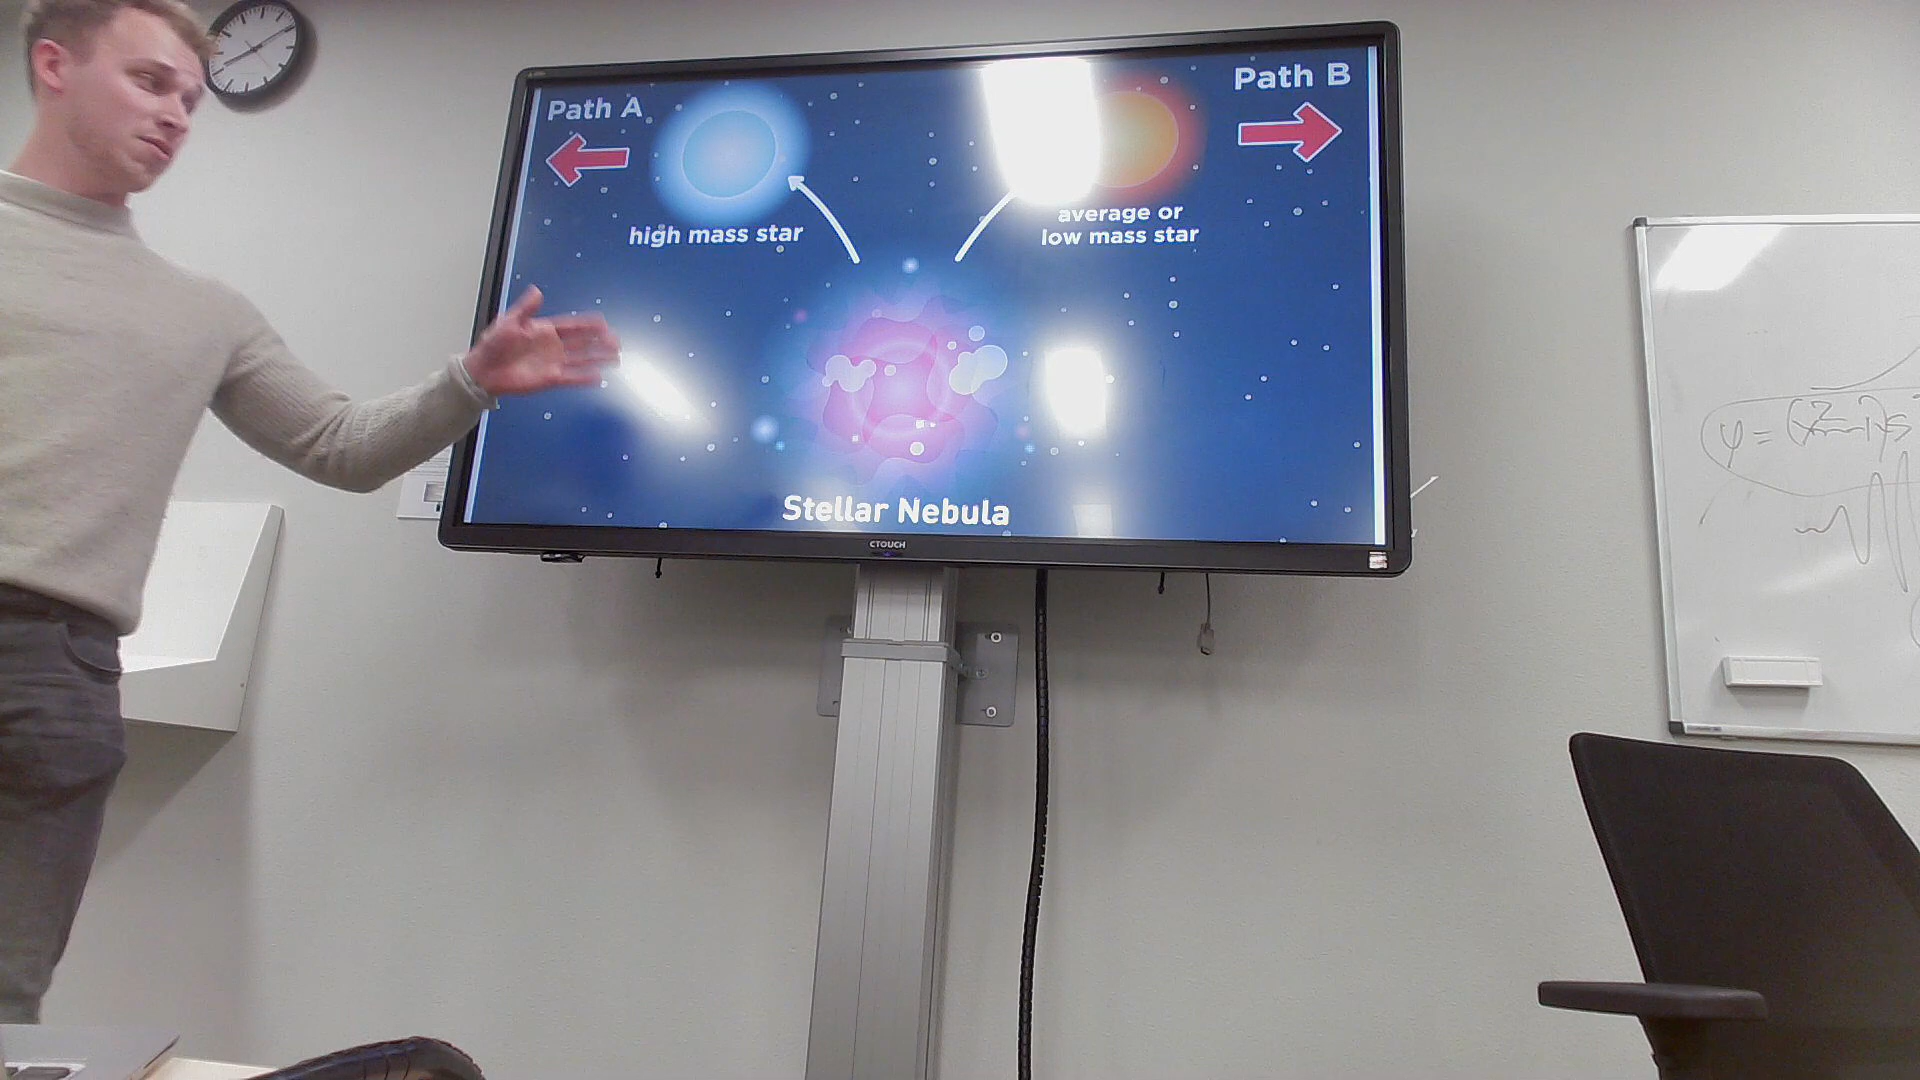 Path A
Path B
high mass star
average or
low mass star
Stellar Nebula
CTOUCH